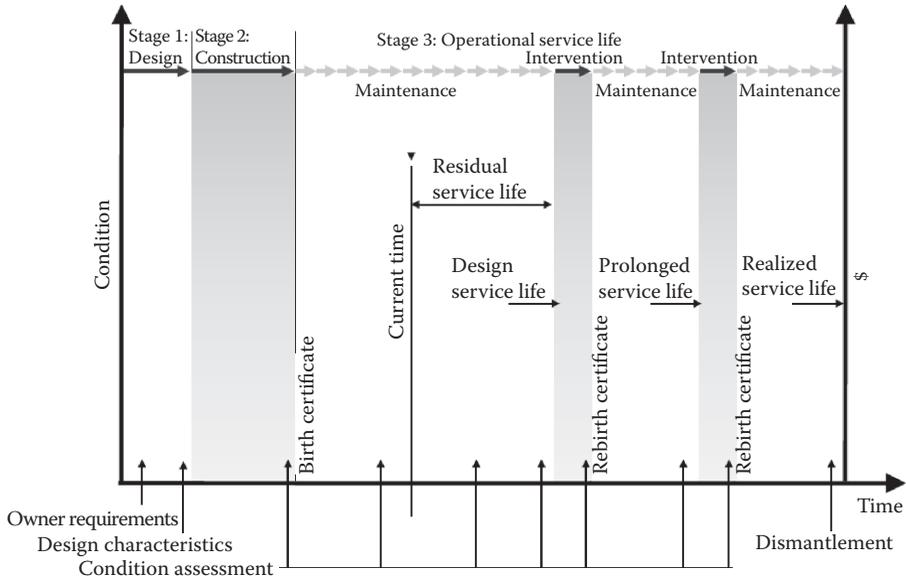 Stage 1:
Design
Stage 2:
Construction
Stage 3: Operational service life
Intervention
Intervention
Maintenance
Maintenance
Maintenance
Residual
service life
Condition
Current time
Design
service life
Prolonged
service life
Realized
service life
$
Birth certificate
Rebirth certificate
Rebirth certificate
Time
Owner requirements
Design characteristics
Condition assessment
Dismantlement